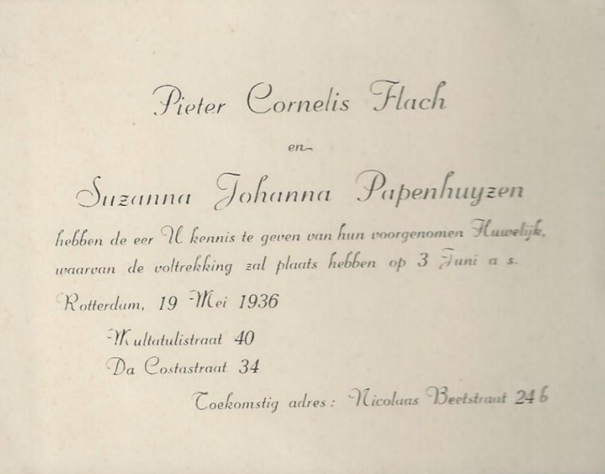 Pieter Cornelis Flach
en
Suzanna Johanna Papenhuyzen
hebben de eer U kennis te geven van hun voorgenomen Huwelijk,
waarvan de voltrekking zal plaats hebben op 3 Juni a s.
Rotterdam, 19 Mei 1936
Multatulistraat 40
Da Costastraat 34
Toekomstig adres: Nicolaas Beetstraat 24 b